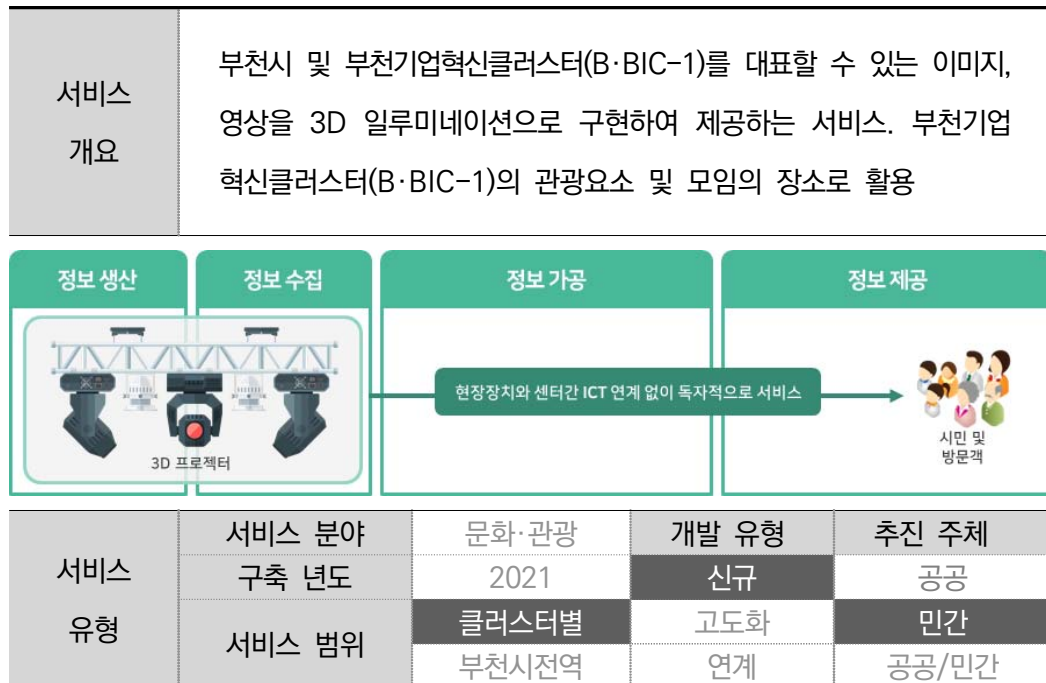 서비스
개요
부천시 및 부천기업혁신클러스터(B·BIC-1)를 대표할 수 있는 이미지,
영상을 3D 일루미네이션으로 구현하여 제공하는 서비스. 부천기업
혁신클러스터(B·BIC-1)의 관광요소 및 모임의 장소로 활용
정보 생산 정보 수집 정보 가공 정보 제공
현장장치와 센터간 ICT 연계 없이 독자적으로 서비스
3D 프로젝터
시민 및
방문객
서비스
유형
서비스 분야 문화·관광 개발 유형 추진 주체
구축 년도 2021 신규 공공
서비스 범위 클러스터별 고도화 민간
부천시전역 연계 공공/민간